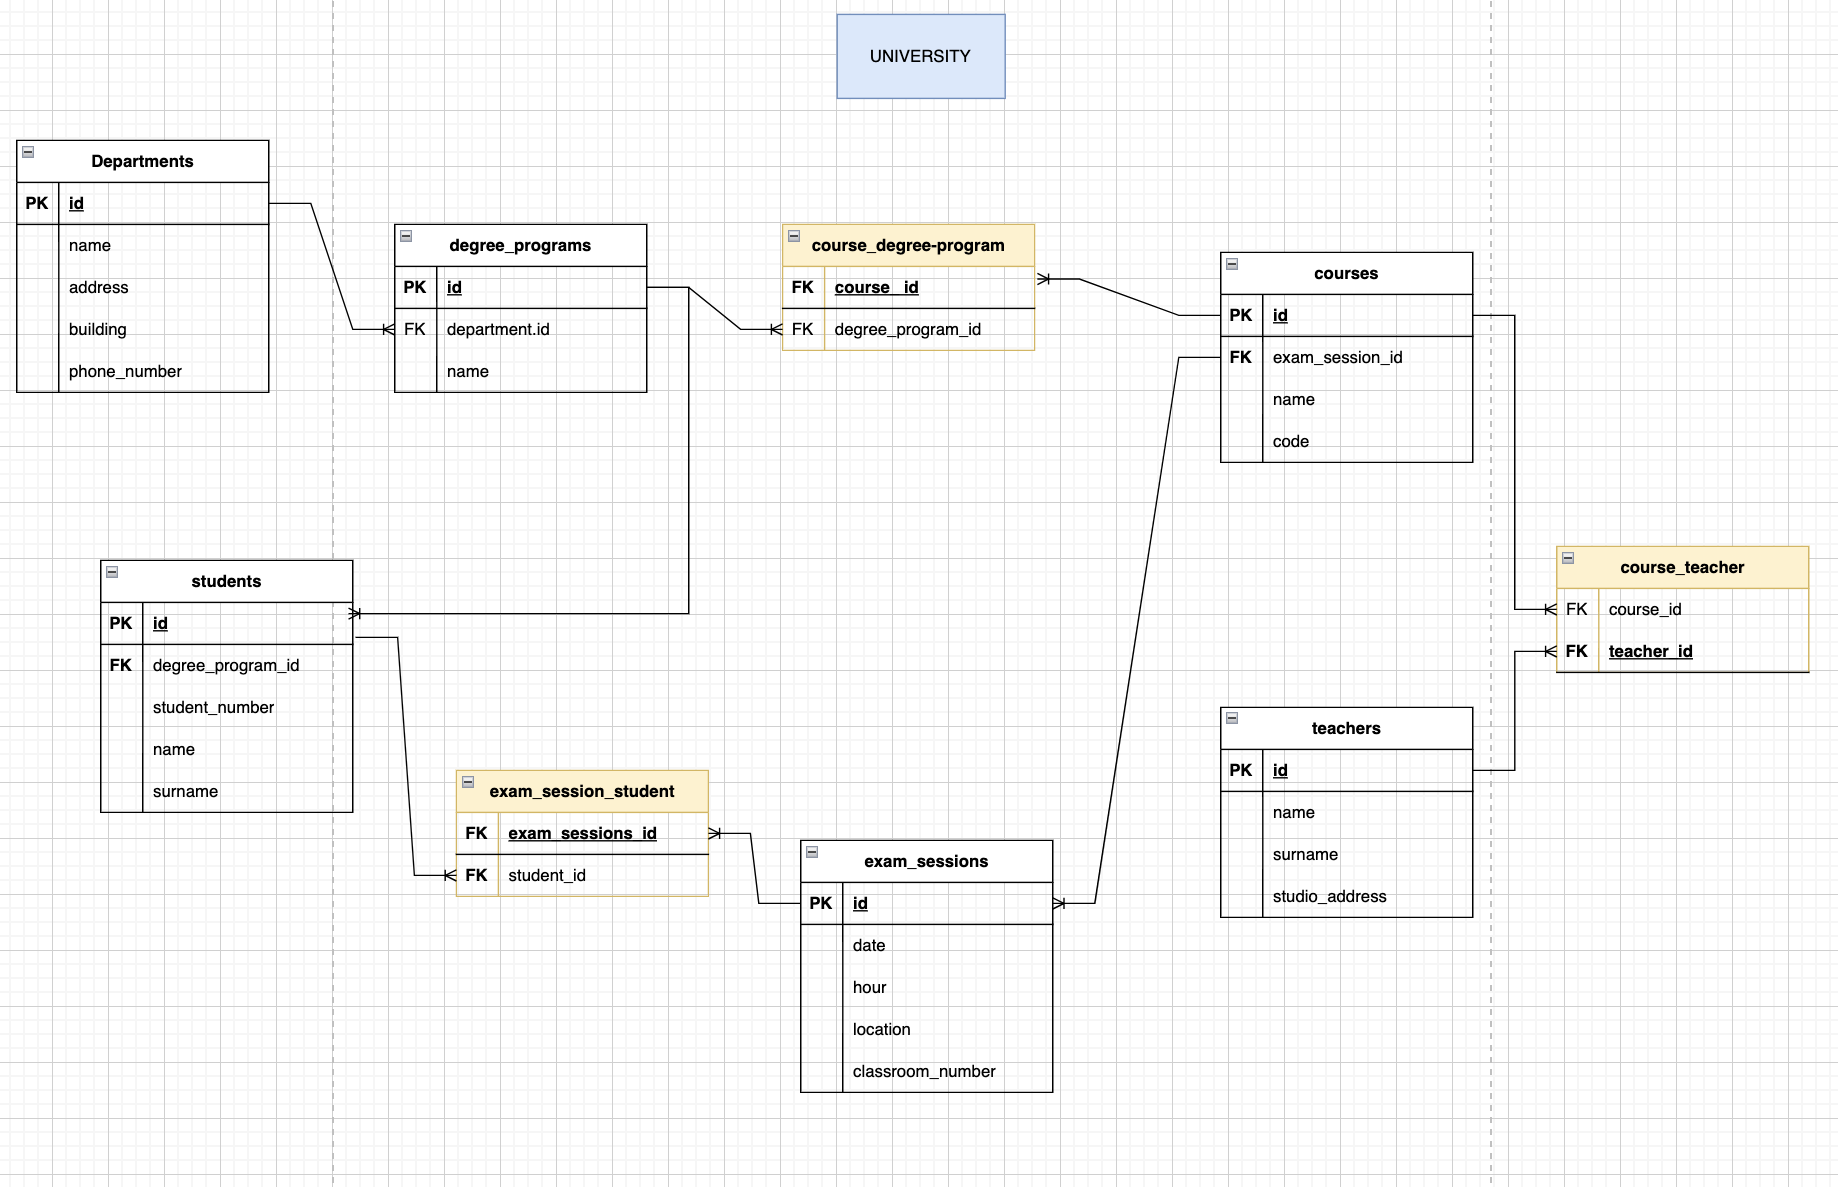 UNIVERSITY
Departments
PK id
name
address
building
phone_number
degree_programs
PK id
FK department.id
name
course_degree-program
FK course_id
FK degree_program_id
courses
PK id
FK exam_session_id
name
code
students
PK id
FK degree_program_id
student_number
name
surname
course_teacher
FK course_id
FK teacher_id
exam_session_student
FK exam_sessions_id
FK student_id
teachers
PK id
name
surname
studio_address
exam_sessions
PK id
date
hour
location
classroom_number